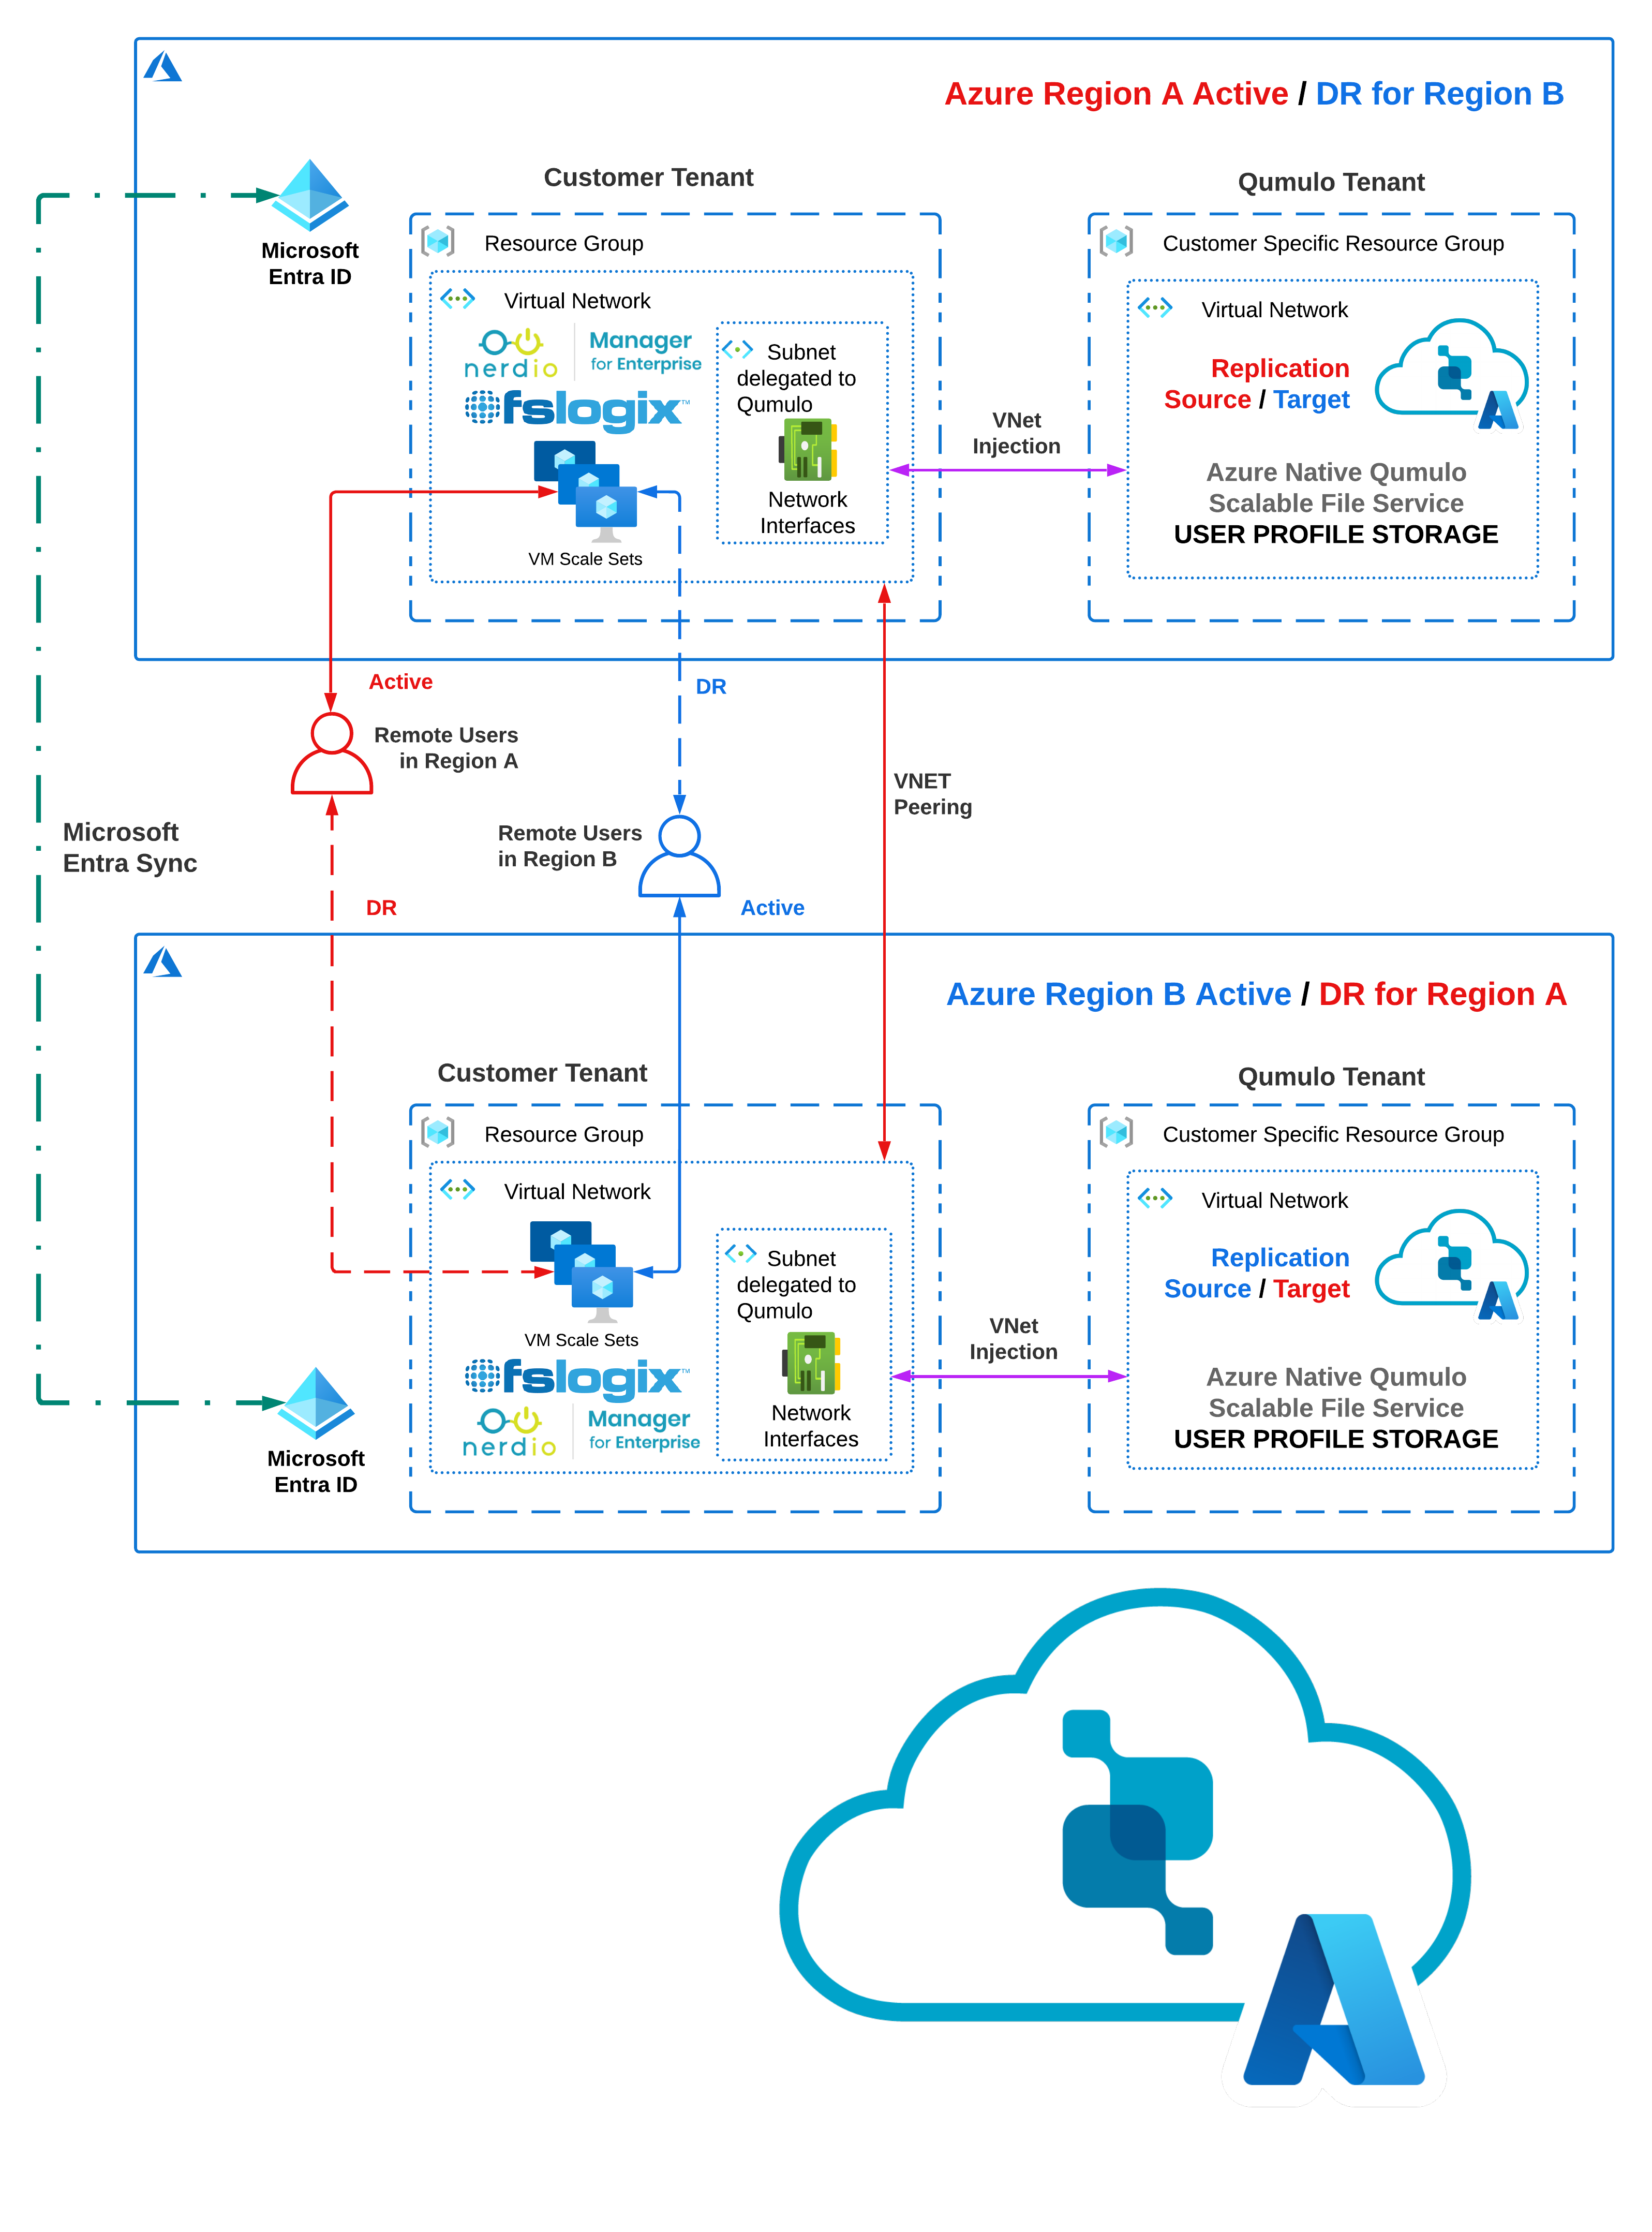 Azure Region A Active / DR for Region B
Microsoft
Entra ID
Customer Tenant
Resource Group
Virtual Network
nerdio
Manager
for Enterprise
fslogix™
VM Scale Sets
Subnet
delegated to
Qumulo
Network
Interfaces
VNet
Injection
Qumulo Tenant
Customer Specific Resource Group
Virtual Network
Replication
Source / Target
Azure Native Qumulo
Scalable File Service
USER PROFILE STORAGE
Active
DR
Remote Users
in Region A
VNET
Peering
Microsoft
Entra Sync
Remote Users
in Region B
DR
Active
Azure Region B Active / DR for Region A
Customer Tenant
Resource Group
Virtual Network
VM Scale Sets
fslogix™
nerdio
Manager
for Enterprise
Subnet
delegated to
Qumulo
Network
Interfaces
VNet
Injection
Microsoft
Entra ID
Qumulo Tenant
Customer Specific Resource Group
Virtual Network
Replication
Source / Target
Azure Native Qumulo
Scalable File Service
USER PROFILE STORAGE